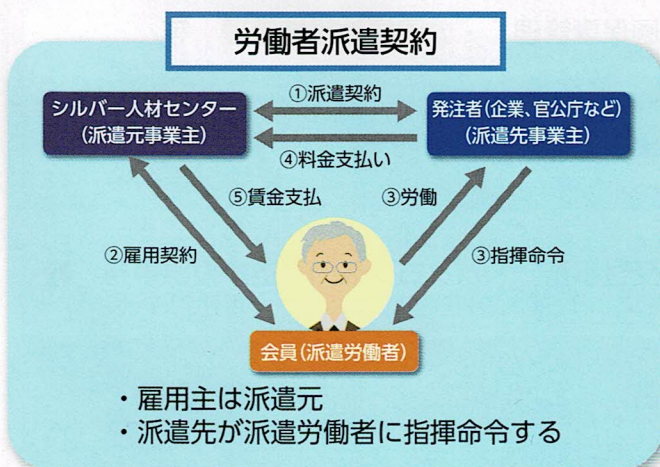 労働者派遣契約
シルバー人材センター
(派遣元事業主)
①派遣契約
発注者(企業、官公庁など)
(派遣先事業主)
④料金支払い
⑤賃金支払
③労働
②雇用契約
③指揮命令
会員(派遣労働者)
・雇用主は派遣元
・派遣先が派遣労働者に指揮命令する